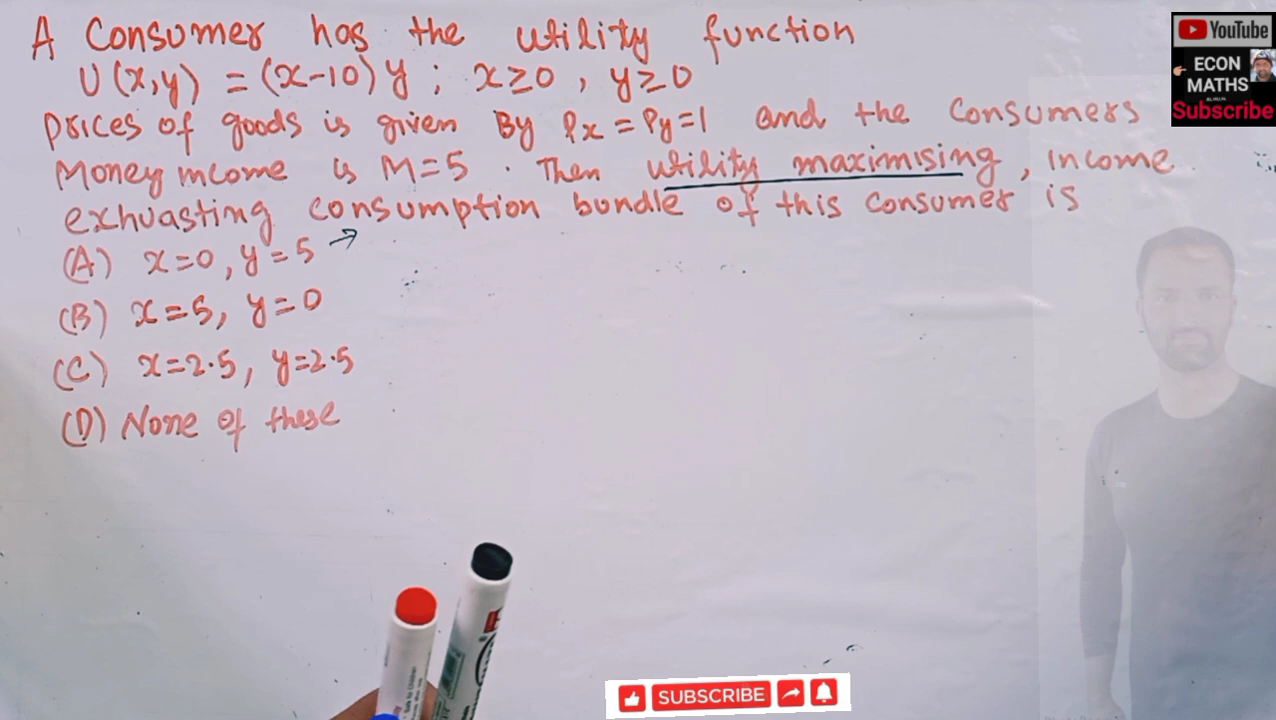 A Consumer has the utility function
U(x,y) = (x-10)y ; x≥0 , y≥0
prices of goods is given By Px = Py=1 and the Consumers
Money income is M=5 . Then utility maximising, income
exhuasting consumption bundle of this consumer is
(A) x=0, y=5 →
(B) x=5, y=0
(C) x=2.5, y=2.5
(D) None of these
YouTube
ECON
MATHS
Subscribe
SUBSCRIBE